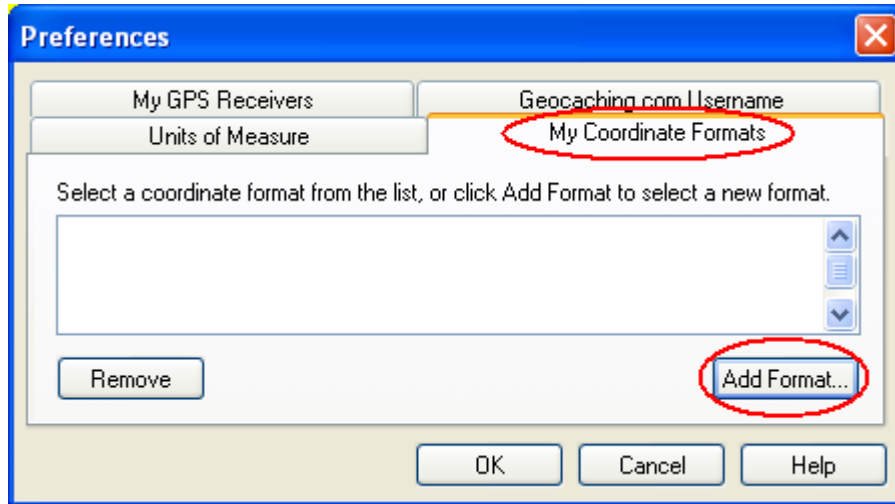 Preferences
My GPS Receivers
Geocaching.com Username
Units of Measure
My Coordinate Formats
Select a coordinate format from the list, or click Add Format to select a new format.
Remove
Add Format...
OK
Cancel
Help